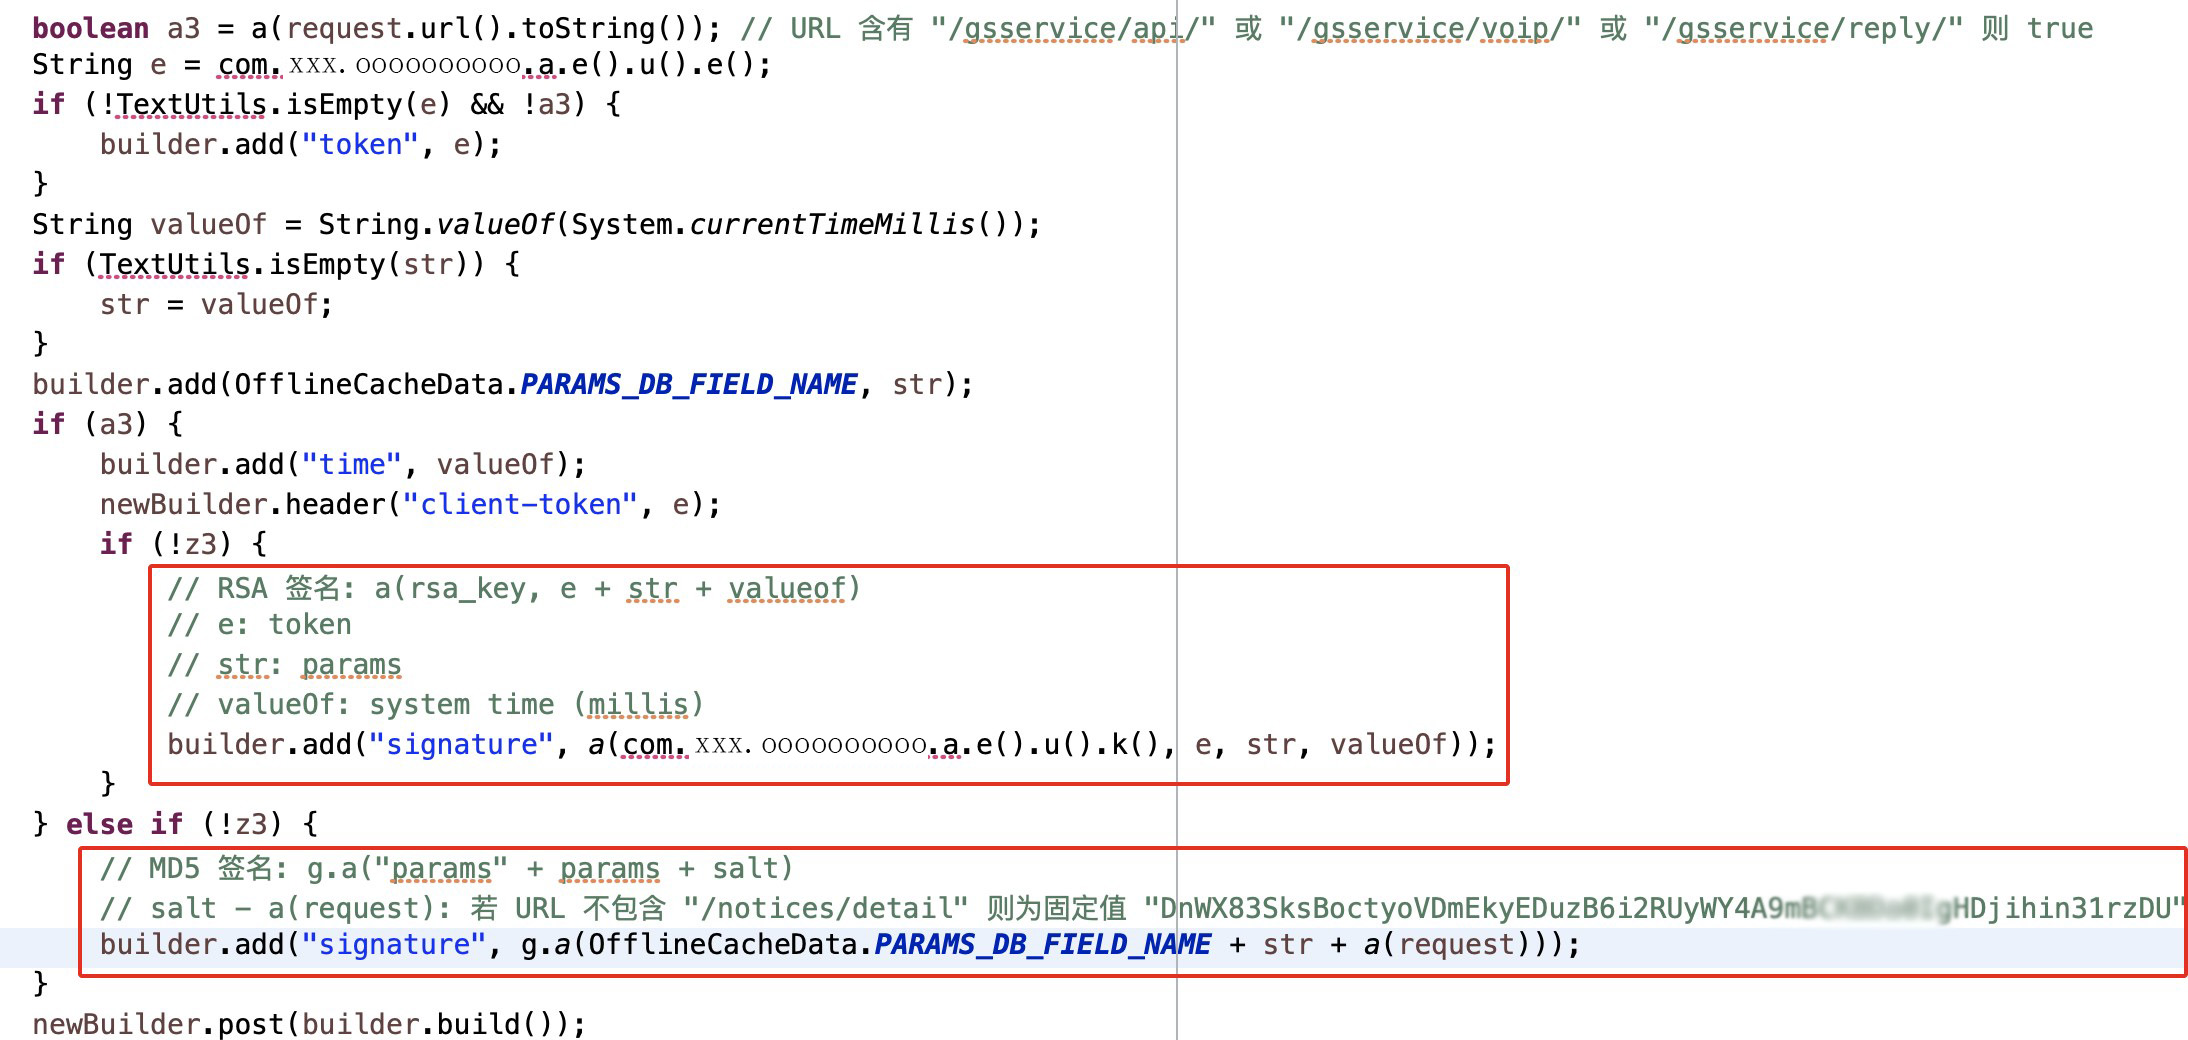 boolean a3 = a(request.url().toString()); // URL 含有 "/gsservice/api/" 或 "/gsservice/voip/" 或 "/gsservice/reply/" 则 true
String e = com.xxx.oooooooooo.a.e().u().e();
if (!TextUtils.isEmpty(e) && !a3) {
    builder.add("token", e);
}
String valueOf = String.valueOf(System.currentTimeMillis());
if (TextUtils.isEmpty(str)) {
    str = valueOf;
}
builder.add(OfflineCacheData.PARAMS_DB_FIELD_NAME, str);
if (a3) {
    builder.add("time", valueOf);
    newBuilder.header("client-token", e);
    if (!z3) {
        // RSA 签名: a(rsa_key, e + str + valueof)
        // e: token
        // str: params
        // valueOf: system time (millis)
        builder.add("signature", a(com.xxx.oooooooooo.a.e().u().k(), e, str, valueOf));
    }
} else if (!z3) {
    // MD5 签名: g.a("params" + params + salt)
    // salt - a(request): 若 URL 不包含 "/notices/detail" 则为固定值 "DnWX83SksBoctyoVDmEkyEDuzB6i2RUyWY4A9m HDjihin31rzDU"
    builder.add("signature", g.a(OfflineCacheData.PARAMS_DB_FIELD_NAME + str + a(request)));
}
newBuilder.post(builder.build());